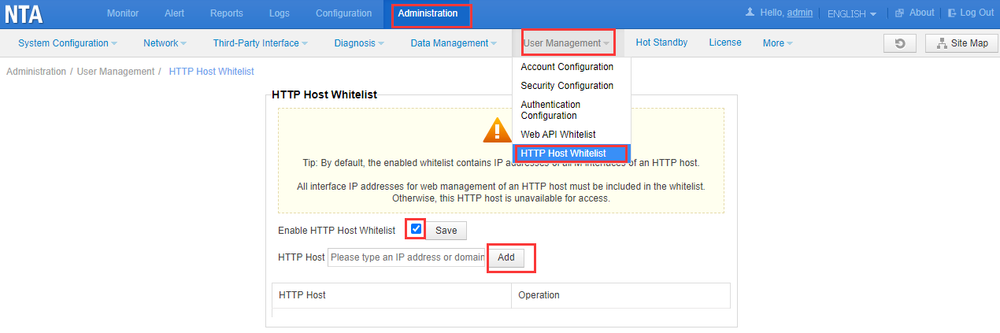 NTA
Monitor Alert Reports Logs Configuration Administration Hello, admin ENGLISH About Log Out
System Configuration Network Third-Party Interface Diagnosis Data Management User Management Hot Standby License More Site Map
Administration / User Management / HTTP Host Whitelist
Account Configuration
Security Configuration
Authentication
Configuration
Web API Whitelist
HTTP Host Whitelist
HTTP Host Whitelist
Tip: By default, the enabled whitelist contains IP addresses of all M interfaces of an HTTP host.
All interface IP addresses for web management of an HTTP host must be included in the whitelist.
Otherwise, this HTTP host is unavailable for access.
Enable HTTP Host Whitelist Save
HTTP Host Please type an IP address or domain Add
HTTP Host Operation